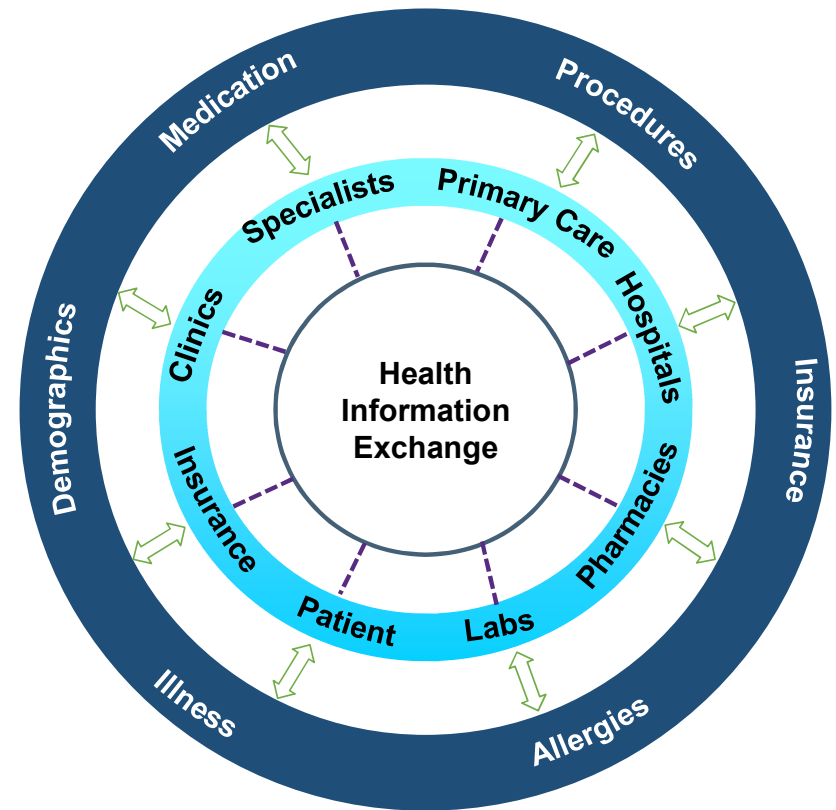 Medication
Procedures
Insurance
Allergies
Illness
Demographics
Specialists
Primary Care
Hospitals
Pharmacies
Labs
Patient
Insurance
Clinics
Health
Information
Exchange